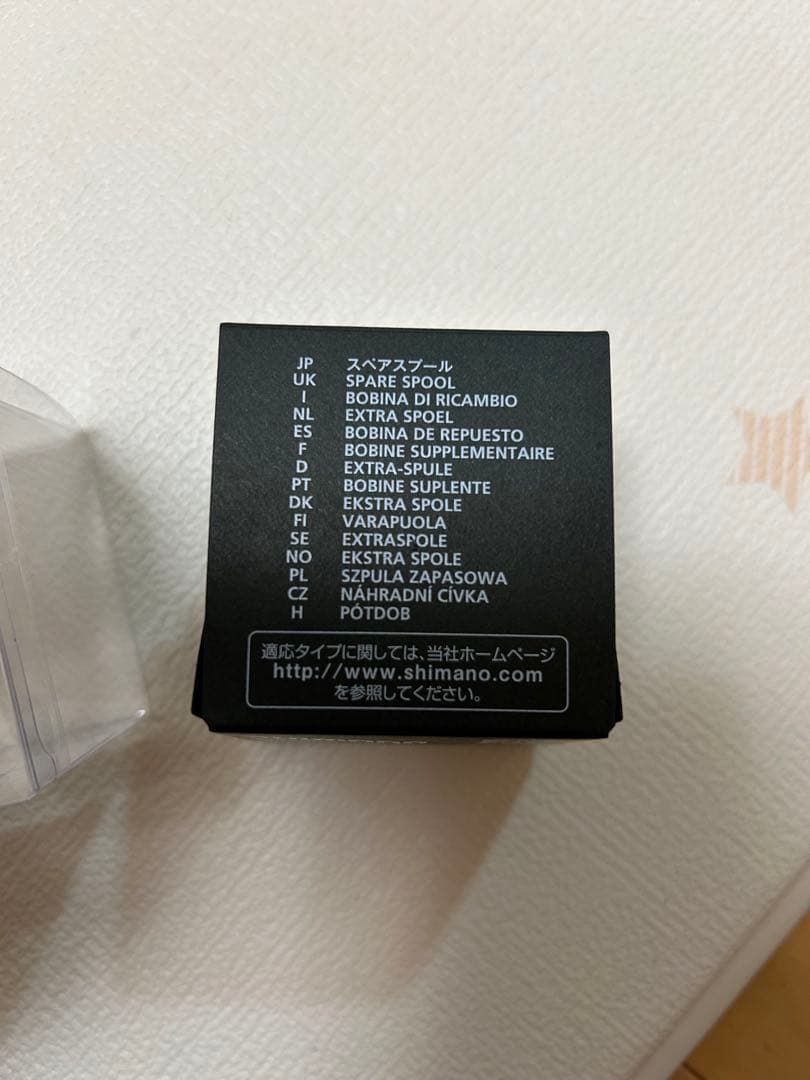 JP スペアスプール
UK SPARE SPOOL
I BOBINA DI RICAMBIO
NL EXTRA SPOEL
ES BOBINA DE REPUESTO
F BOBINE SUPPLEMENTAIRE
D EXTRA-SPULE
PT BOBINE SUPLENTE
DK EKSTRA SPOLE
FI VARAPUOLA
SE EXTRASPOLE
NO EKSTRA SPOLE
PL SZPULA ZAPASOWA
CZ NÁHRADNÍ CÍVKA
H PÓTDOB
適応タイプに関しては、当社ホームページ
http://www.shimano.com
を参照してください。